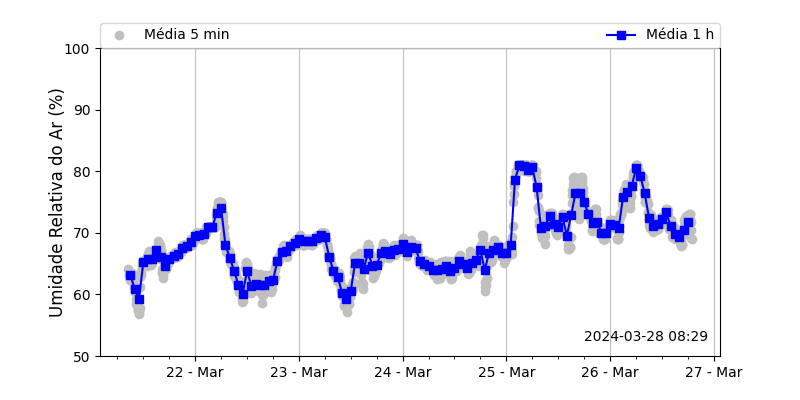 Média 5 min
Média 1 h
Umidade Relativa do Ar (%)
100
90
80
70
60
50
2024-03-28 08:29
22 - Mar
23 - Mar
24 - Mar
25 - Mar
26 - Mar
27 - Mar